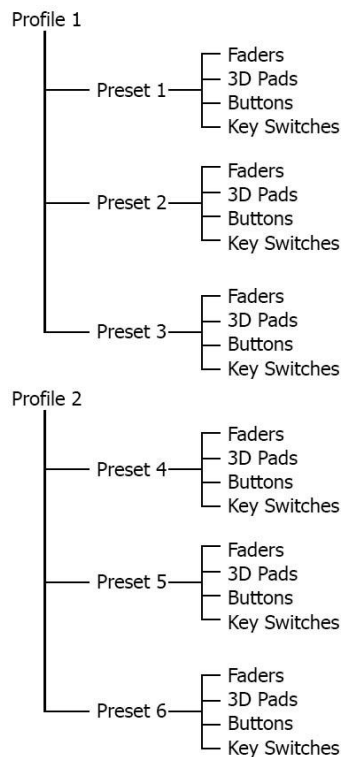 Profile 1
Preset 1
Faders
3D Pads
Buttons
Key Switches
Preset 2
Faders
3D Pads
Buttons
Key Switches
Preset 3
Faders
3D Pads
Buttons
Key Switches
Profile 2
Preset 4
Faders
3D Pads
Buttons
Key Switches
Preset 5
Faders
3D Pads
Buttons
Key Switches
Preset 6
Faders
3D Pads
Buttons
Key Switches